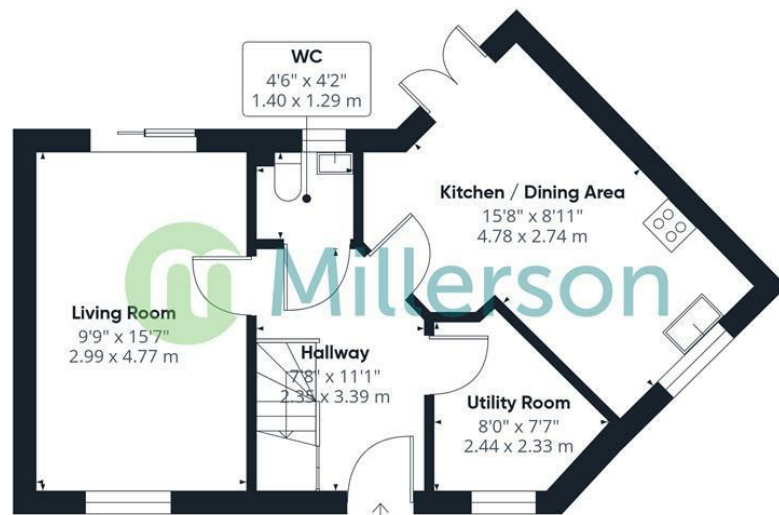 WC
4'6" x 4'2"
1.40 x 1.29 m
Kitchen / Dining Area
15'8" x 8'11"
4.78 x 2.74 m
Millerson
Living Room
9'9" x 15'7"
2.99 x 4.77 m
Hallway
7'8" x 11'1"
2.35 x 3.39 m
Utility Room
8'0" x 7'7"
2.44 x 2.33 m